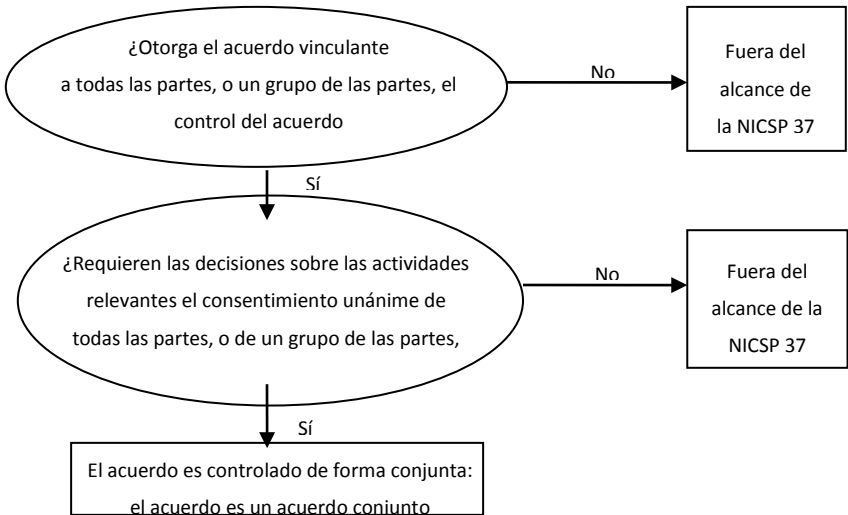 ¿Otorga el acuerdo vinculante
a todas las partes, o un grupo de las partes, el
control del acuerdo
No
Fuera del
alcance de
la NICSP 37
Sí
¿Requieren las decisiones sobre las actividades
relevantes el consentimiento unánime de
todas las partes, o de un grupo de las partes,
No
Fuera del
alcance de la
NICSP 37
Sí
El acuerdo es controlado de forma conjunta:
el acuerdo es un acuerdo conjunto